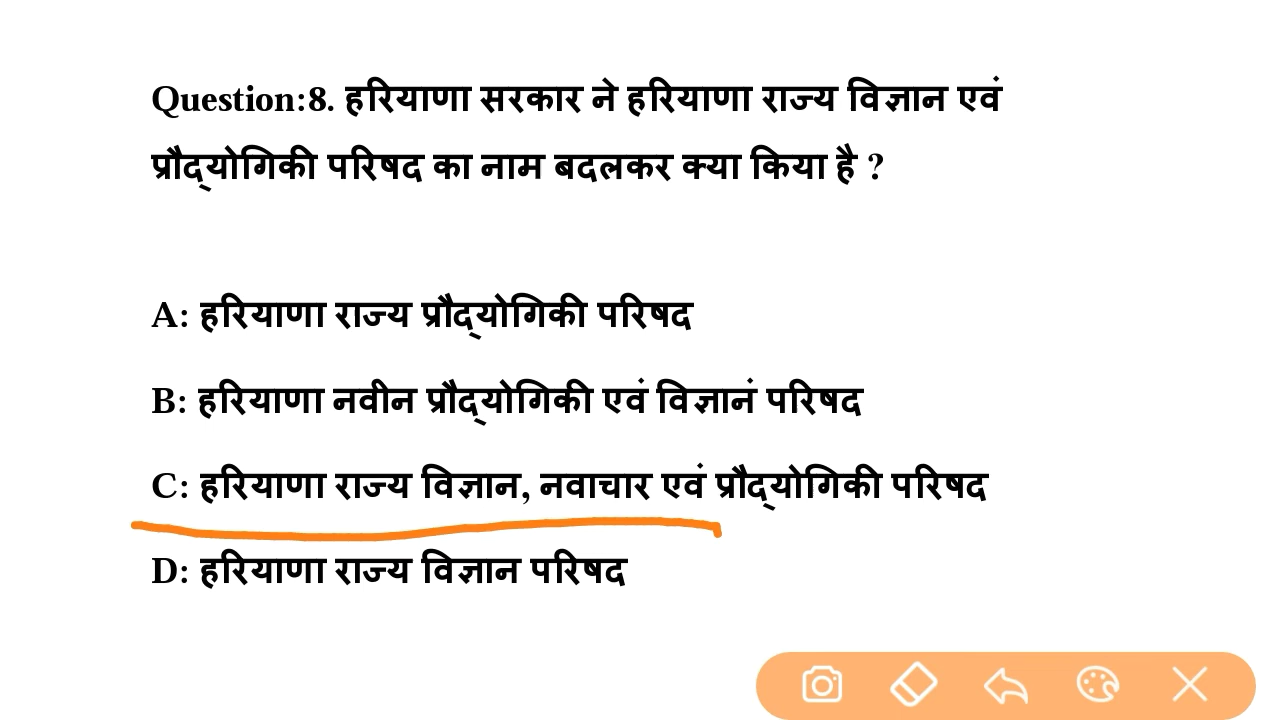 Question:8. हरियाणा सरकार ने हरियाणा राज्य विज्ञान एवं
प्रौद्योगिकी परिषद का नाम बदलकर क्या किया है ?
A: हरियाणा राज्य प्रौद्योगिकी परिषद
B: हरियाणा नवीन प्रौद्योगिकी एवं विज्ञानं परिषद
C: हरियाणा राज्य विज्ञान, नवाचार एवं प्रौद्योगिकी परिषद
D: हरियाणा राज्य विज्ञान परिषद